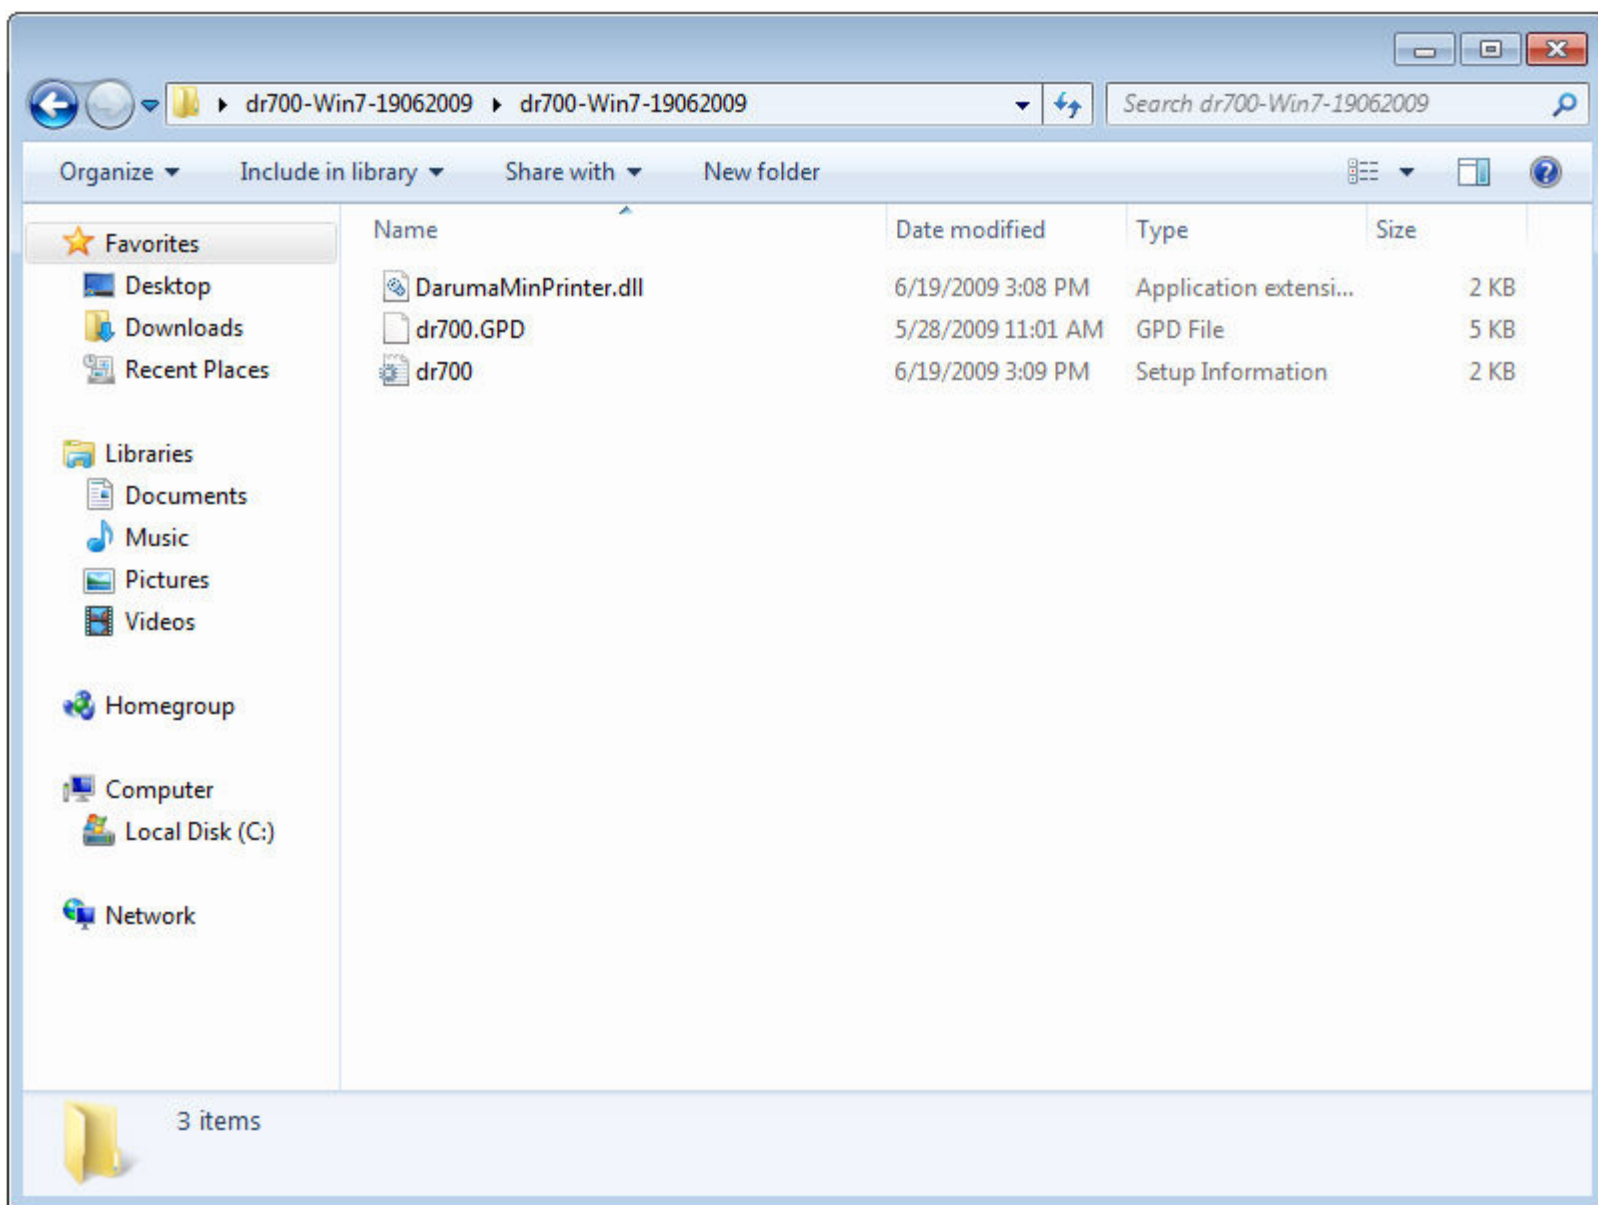 dr700-Win7-19062009 dr700-Win7-19062009 Search dr700-Win7-19062009
Organize Include in library Share with New folder
Name Date modified Type Size
DarumaMinPrinter.dll 6/19/2009 3:08 PM Application extensi... 2 KB
dr700.GPD 5/28/2009 11:01 AM GPD File 5 KB
dr700 6/19/2009 3:09 PM Setup Information 2 KB
Favorites
Desktop
Downloads
Recent Places
Libraries
Documents
Music
Pictures
Videos
Homegroup
Computer
Local Disk (C:)
Network
3 items